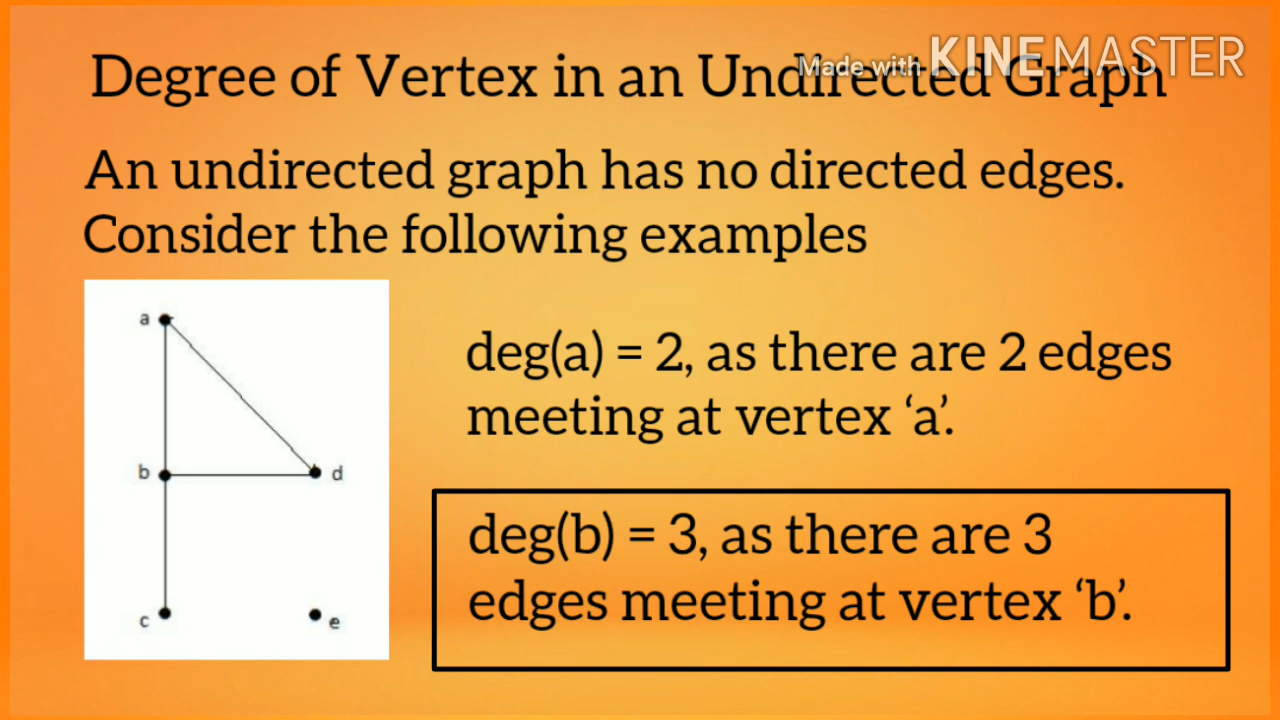 Made with KINEMASTER
Degree of Vertex in an Undirected Graph
An undirected graph has no directed edges.
Consider the following examples
a
b
d
c
e
deg(a) = 2, as there are 2 edges
meeting at vertex ‘a’.
deg(b) = 3, as there are 3
edges meeting at vertex ‘b’.